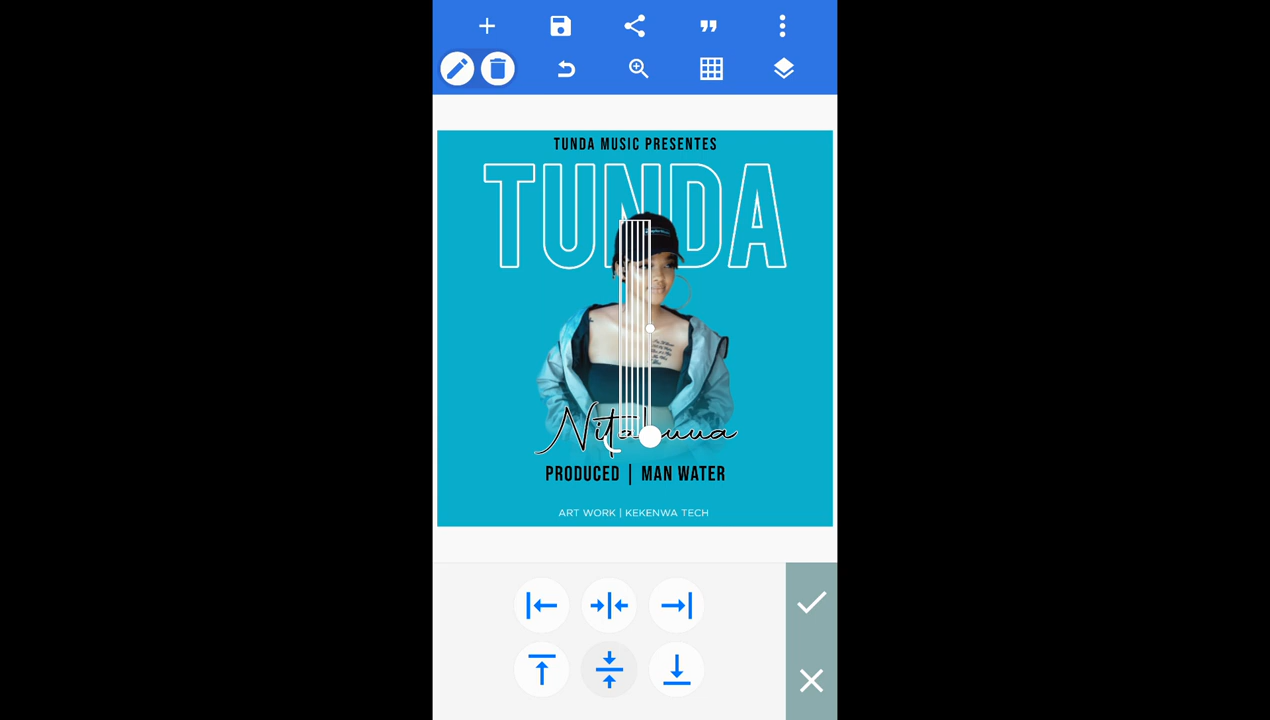 TUNDA MUSIC PRESENTES
TUNDA
PRODUCED | MAN WATER
ART WORK | KEKENWA TECH